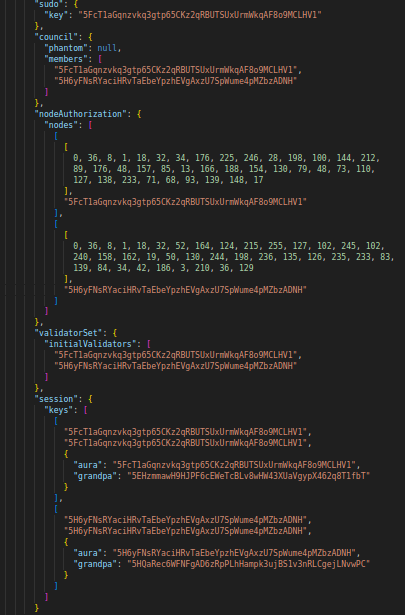 "sudo": {
"key": "5FcT1aGqnzvkq3gtp65CKz2qRBUTSUxUrmWkqAF8o9MCLHV1"
},
"council": {
"phantom": null,
"members": [
"5FcT1aGqnzvkq3gtp65CKz2qRBUTSUxUrmWkqAF8o9MCLHV1",
"5H6yFNsRYaciHRvTaEbeYpzhEVgAxzU7SpWume4pMZbzADNH"
]
},
"nodeAuthorization": {
"nodes": [
[
[
0, 36, 8, 1, 18, 32, 34, 176, 225, 246, 28, 198, 100, 144, 212,
89, 176, 48, 157, 85, 13, 166, 188, 154, 130, 79, 48, 73, 110,
127, 138, 233, 71, 68, 93, 139, 148, 17
],
"5FcT1aGqnzvkq3gtp65CKz2qRBUTSUxUrmWkqAF8o9MCLHV1"
],
[
[
0, 36, 8, 1, 18, 32, 52, 164, 124, 215, 255, 127, 102, 245, 102,
240, 158, 162, 19, 50, 130, 244, 198, 236, 135, 126, 235, 233, 83,
139, 84, 34, 42, 186, 3, 210, 36, 129
],
"5H6yFNsRYaciHRvTaEbeYpzhEVgAxzU7SpWume4pMZbzADNH"
]
]
},
"validatorSet": {
"initialValidators": [
"5FcT1aGqnzvkq3gtp65CKz2qRBUTSUxUrmWkqAF8o9MCLHV1",
"5H6yFNsRYaciHRvTaEbeYpzhEVgAxzU7SpWume4pMZbzADNH"
]
},
"session": {
"keys": [
[
"5FcT1aGqnzvkq3gtp65CKz2qRBUTSUxUrmWkqAF8o9MCLHV1",
"5FcT1aGqnzvkq3gtp65CKz2qRBUTSUxUrmWkqAF8o9MCLHV1",
{
"aura": "5FcT1aGqnzvkq3gtp65CKz2qRBUTSUxUrmWkqAF8o9MCLHV1",
"grandpa": "5EHzmmawH9HJPF6cEWeTcBLv8wHW43XUaVgypX462q8T1fbT"
}
],
[
"5H6yFNsRYaciHRvTaEbeYpzhEVgAxzU7SpWume4pMZbzADNH",
"5H6yFNsRYaciHRvTaEbeYpzhEVgAxzU7SpWume4pMZbzADNH",
{
"aura": "5H6yFNsRYaciHRvTaEbeYpzhEVgAxzU7SpWume4pMZbzADNH",
"grandpa": "5HQaRec6WFNFgAD6zRpPLhHampk3ujBS1v3nRLCgejLNvwPC"
}
]
]
}